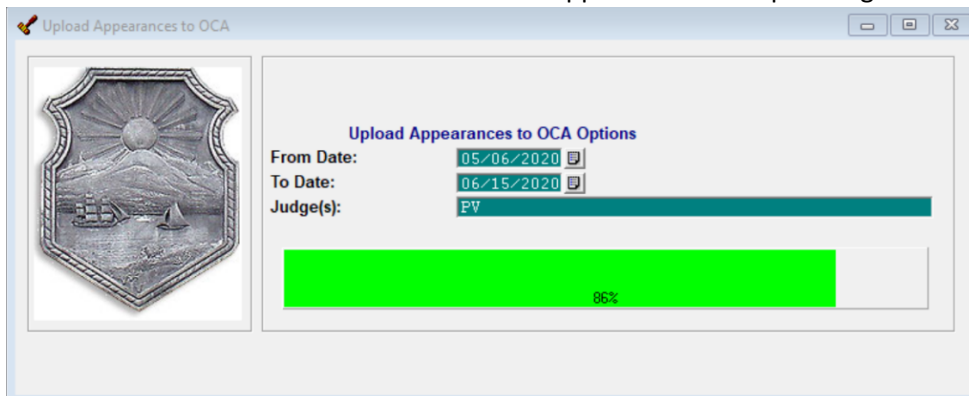 Upload Appearances to OCA
Upload Appearances to OCA Options
From Date: 05/06/2020
To Date: 06/15/2020
Judge(s): PV
86%